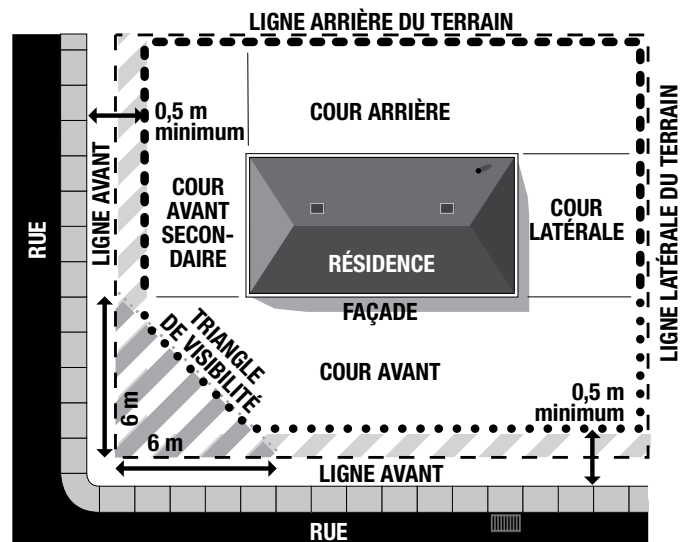 LIGNE ARRIÈRE DU TERRAIN
0,5 m
minimum
COUR ARRIÈRE
LIGNE AVANT
RUE
COUR
AVANT
SECON-
DAIRE
RÉSIDENCE
COUR
LATÉRALE
LIGNE LATÉRALE DU TERRAIN
FAÇADE
TRIANGLE
DE VISIBILITÉ
COUR AVANT
0,5 m
minimum
6 m
6 m
LIGNE AVANT
RUE